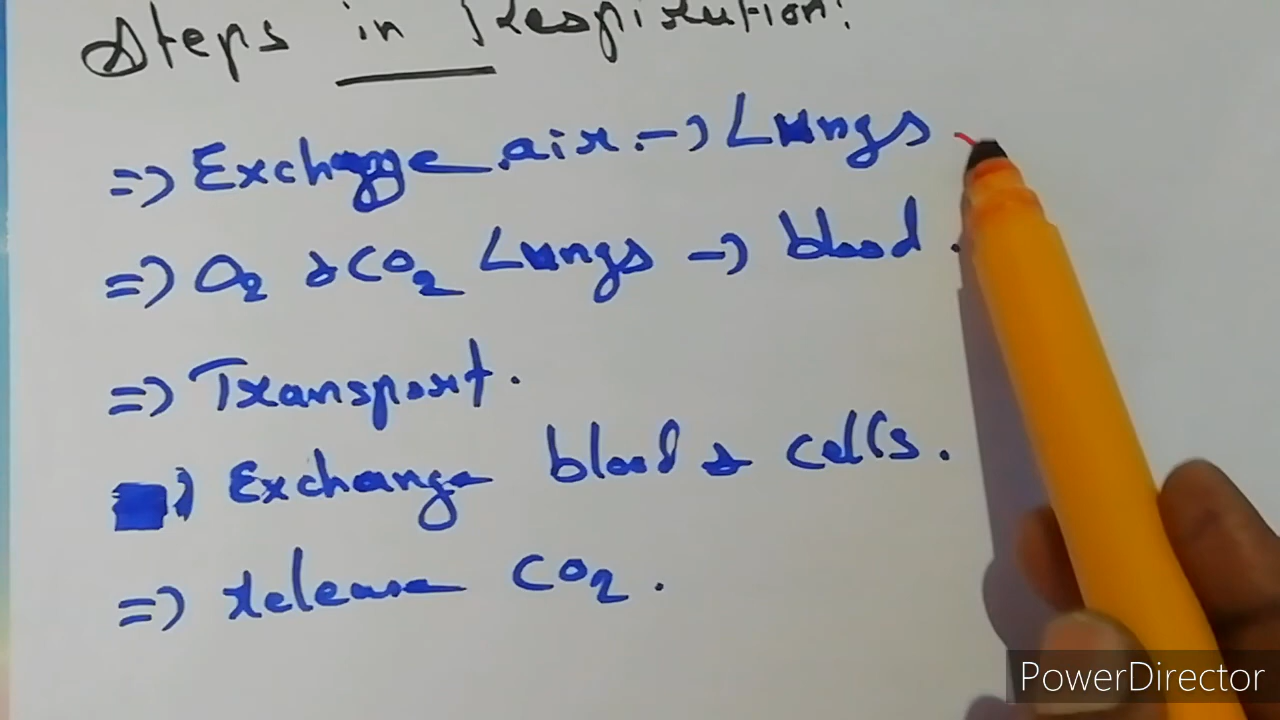 Steps in Respiration:
=> Exchange air. -> Lungs
=> O₂ & CO₂ Lungs -> blood.
=> Transport.
=> Exchange blood & cells.
=> release CO₂.
PowerDirector